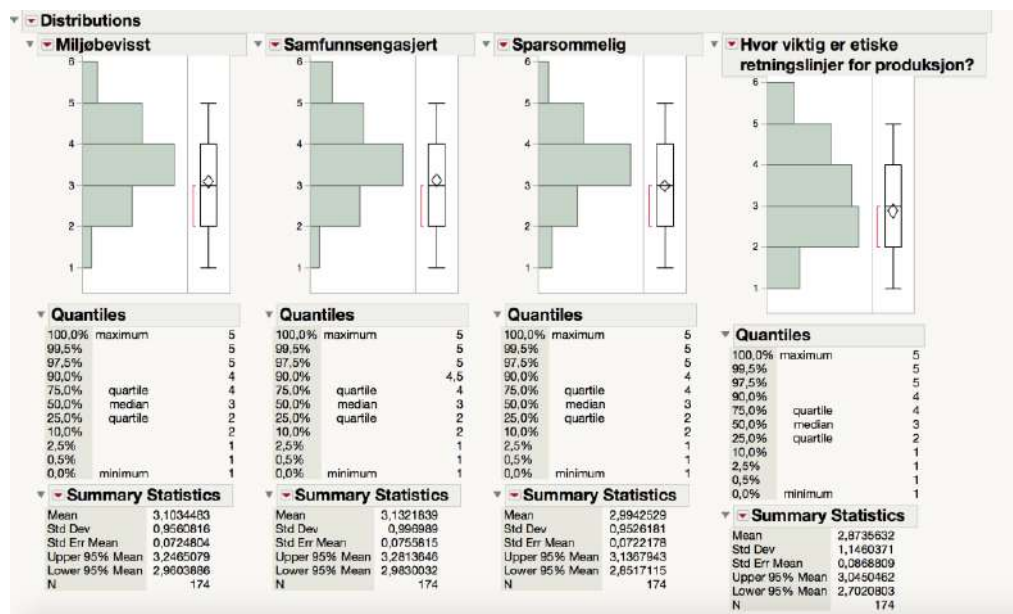 Distributions
Miljøbevisst
6
5
4
3
2
1
Quantiles
100,0% maximum 5
99,5% 5
97,5% 5
90,0% 4
75,0% quartile 4
50,0% median 3
25,0% quartile 2
10,0% 2
2,5% 1
0,5% 1
0,0% minimum 1
Summary Statistics
Mean 3,1034483
Std Dev 0,9560816
Std Err Mean 0,0724804
Upper 95% Mean 3,2465079
Lower 95% Mean 2,9603886
N 174
Samfunnsengasjert
6
5
4
3
2
1
Quantiles
100,0% maximum 5
99,5% 5
97,5% 5
90,0% 4,5
75,0% quartile 4
50,0% median 3
25,0% quartile 2
10,0% 2
2,5% 1
0,5% 1
0,0% minimum 1
Summary Statistics
Mean 3,1321839
Std Dev 0,996989
Std Err Mean 0,0755815
Upper 95% Mean 3,2813646
Lower 95% Mean 2,9830032
N 174
Sparsommelig
6
5
4
3
2
1
Quantiles
100,0% maximum 5
99,5% 5
97,5% 5
90,0% 4
75,0% quartile 4
50,0% median 3
25,0% quartile 2
10,0% 2
2,5% 1
0,5% 1
0,0% minimum 1
Summary Statistics
Mean 2,9942529
Std Dev 0,9526181
Std Err Mean 0,0722178
Upper 95% Mean 3,1367943
Lower 95% Mean 2,8517115
N 174
Hvor viktig er etiske
retningslinjer for produksjon?
6
5
4
3
2
1
Quantiles
100,0% maximum 5
99,5% 5
97,5% 5
90,0% 4
75,0% quartile 4
50,0% median 3
25,0% quartile 2
10,0% 1
2,5% 1
0,5% 1
0,0% minimum 1
Summary Statistics
Mean 2,8735632
Std Dev 1,1460371
Std Err Mean 0,0868809
Upper 95% Mean 3,0450462
Lower 95% Mean 2,7020803
N 174